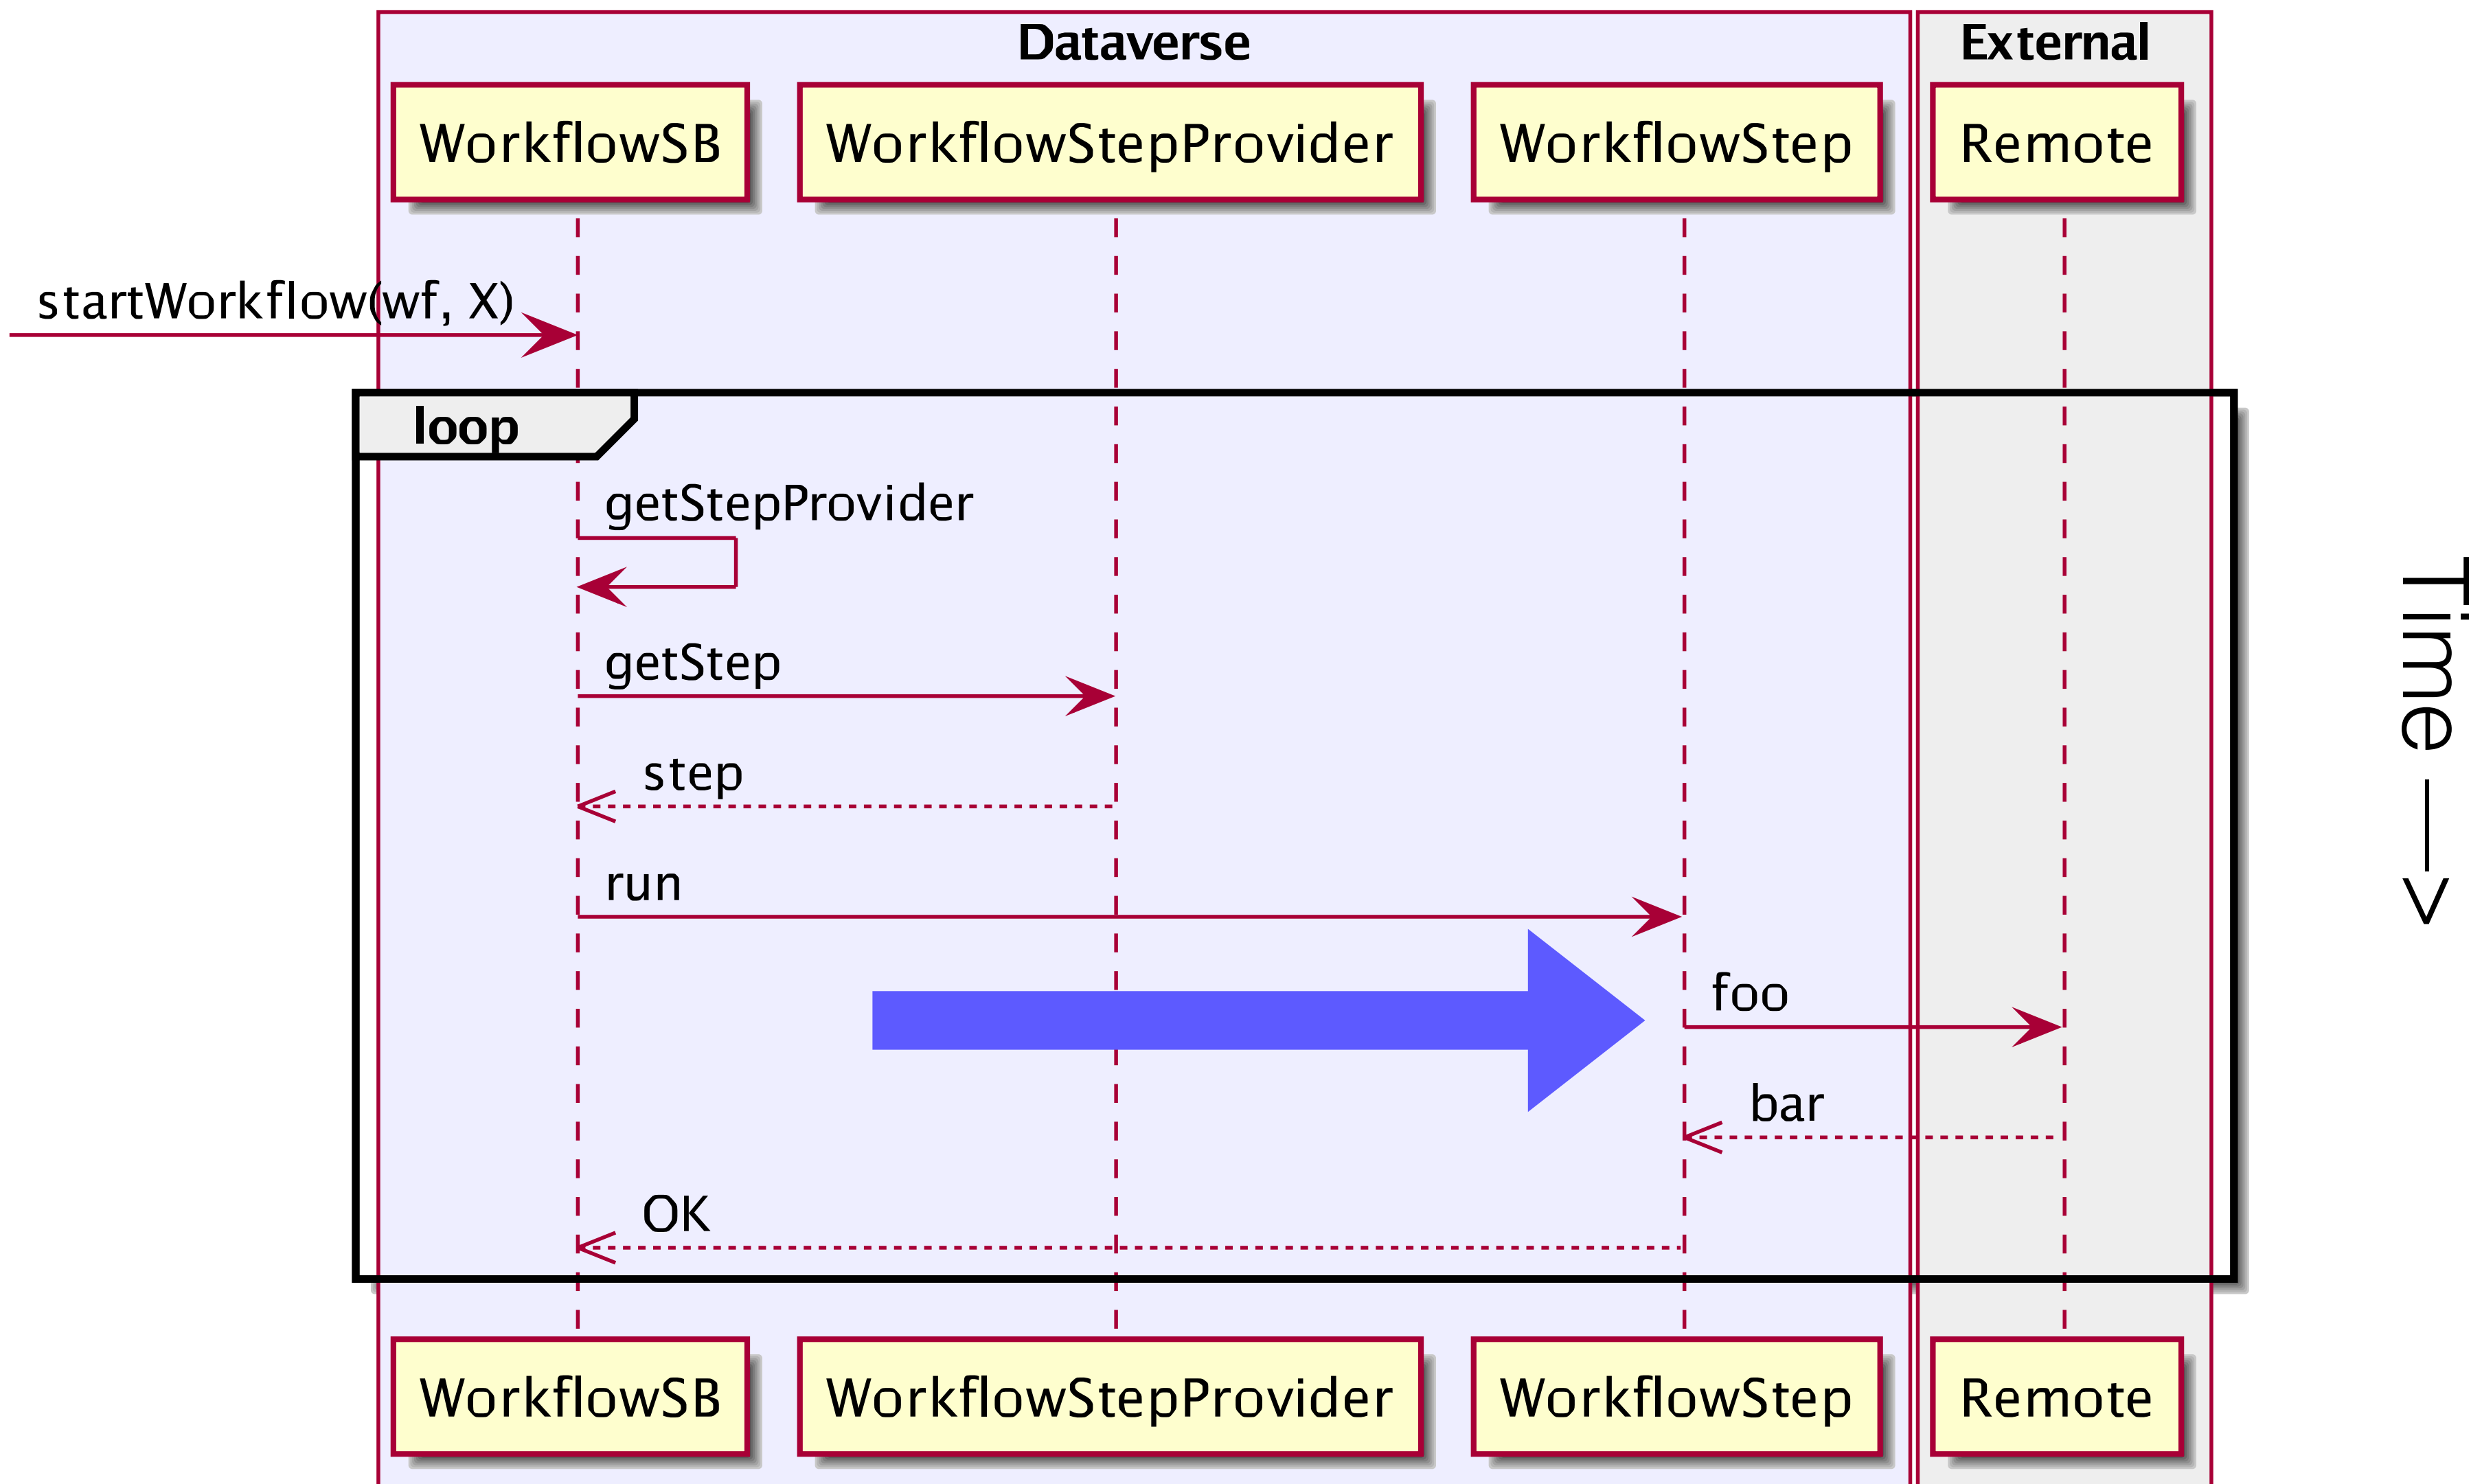 Dataverse
External
WorkflowSB
WorkflowStepProvider
WorkflowStep
Remote
startWorkflow(wf, X)
loop
getStepProvider
getStep
step
run
foo
bar
OK
WorkflowSB
WorkflowStepProvider
WorkflowStep
Remote
Time —>